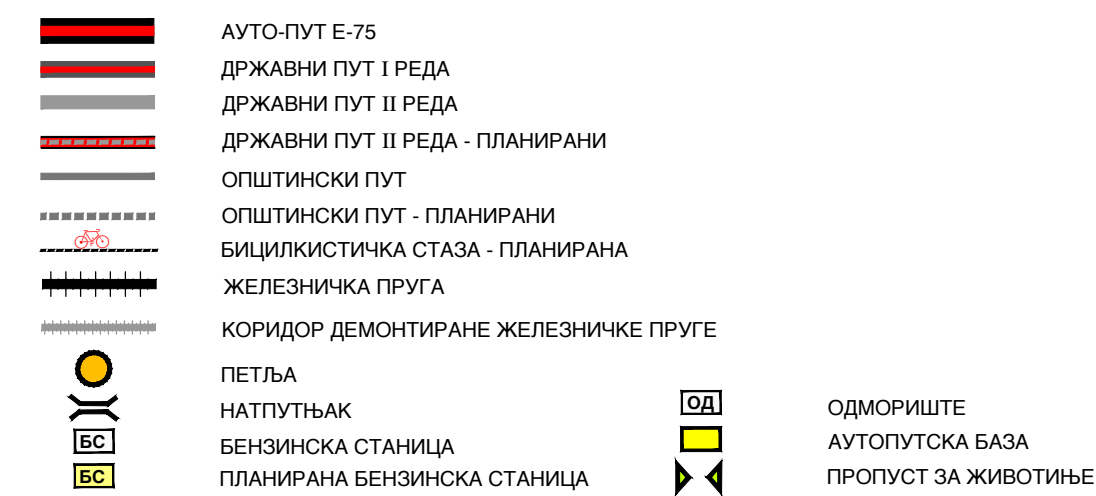 АУТО-ПУТ Е-75
ДРЖАВНИ ПУТ I РЕДА
ДРЖАВНИ ПУТ II РЕДА
ДРЖАВНИ ПУТ II РЕДА - ПЛАНИРАНИ
ОПШТИНСКИ ПУТ
ОПШТИНСКИ ПУТ - ПЛАНИРАНИ
БИЦИЛКИСТИЧКА СТАЗА - ПЛАНИРАНА
ЖЕЛЕЗНИЧКА ПРУГА
КОРИДОР ДЕМОНТИРАНЕ ЖЕЛЕЗНИЧКЕ ПРУГЕ
ПЕТЉА
НАТПУТЊАК
БС БЕНЗИНСКА СТАНИЦА
БС ПЛАНИРАНА БЕНЗИНСКА СТАНИЦА
ОД ОДМОРИШТЕ
АУТОПУТСКА БАЗА
ПРОПУСТ ЗА ЖИВОТИЊЕ